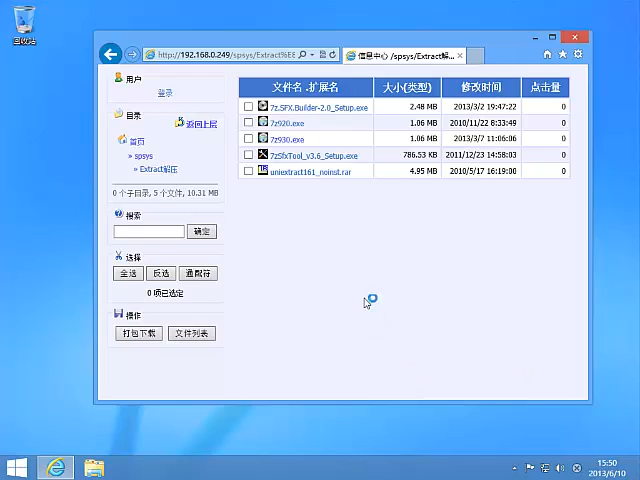 回收站
http://192.168.0.249/spsys/Extract%EE
信息中心 /spsys/Extract解...
用户
登录
目录
返回上层
首页
» spsys
» Extract解压
0 个子目录, 5 个文件, 10.31 MB
搜索
确定
选择
全选 反选 通配符
0 项已选定
操作
打包下载 文件列表
文件名 .扩展名 大小(类型) 修改时间 点击量
7z.SFX.Builder-2.0_Setup.exe 2.48 MB 2013/3/2 19:47:22 0
7z920.exe 1.06 MB 2010/11/22 8:33:49 0
7z930.exe 1.06 MB 2013/3/7 11:06:06 0
7zSfxTool_v3.6_Setup.exe 786.53 KB 2011/12/23 14:58:03 0
uniextract161_noinst.rar 4.95 MB 2010/5/17 16:19:00 0
15:50
2013/6/10